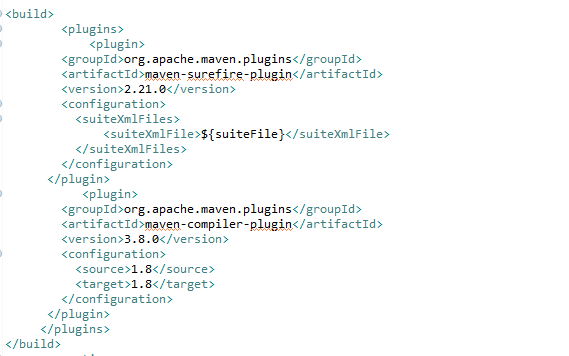 <build>
<plugins>
<plugin>
<groupId>org.apache.maven.plugins</groupId>
<artifactId>maven-surefire-plugin</artifactId>
<version>2.21.0</version>
<configuration>
<suiteXmlFiles>
<suiteXmlFile>${suiteFile}</suiteXmlFile>
</suiteXmlFiles>
</configuration>
</plugin>
<plugin>
<groupId>org.apache.maven.plugins</groupId>
<artifactId>maven-compiler-plugin</artifactId>
<version>3.8.0</version>
<configuration>
<source>1.8</source>
<target>1.8</target>
</configuration>
</plugin>
</plugins>
</build>